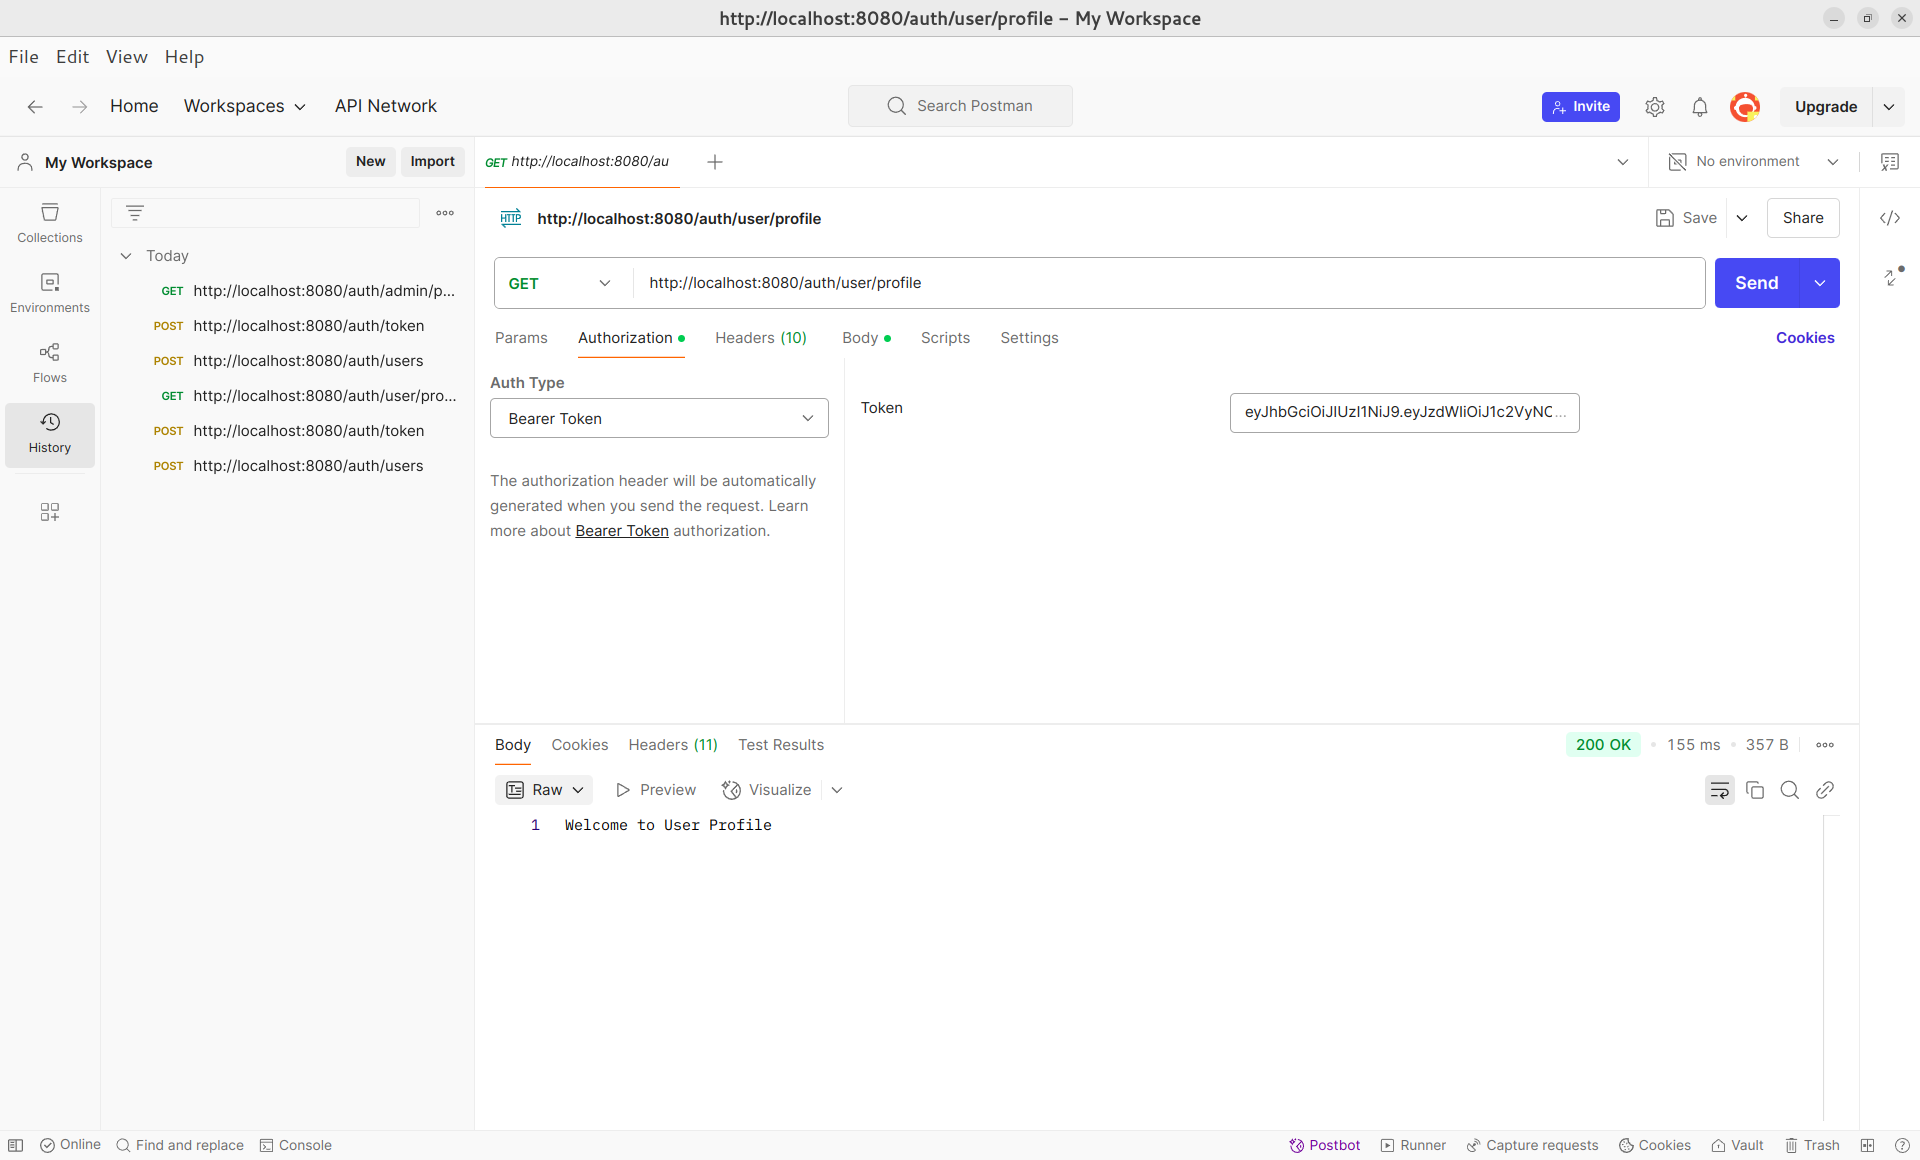 http://localhost:8080/auth/user/profile – My Workspace
File Edit View Help
Home Workspaces API Network
Search Postman
Invite
Upgrade
My Workspace
New Import
GET http://localhost:8080/au
No environment
Collections
Environments
Flows
History
Today
GET http://localhost:8080/auth/admin/p...
POST http://localhost:8080/auth/token
POST http://localhost:8080/auth/users
GET http://localhost:8080/auth/user/pro...
POST http://localhost:8080/auth/token
POST http://localhost:8080/auth/users
HTTP http://localhost:8080/auth/user/profile
Save Share
GET http://localhost:8080/auth/user/profile
Send
Params Authorization Headers (10) Body Scripts Settings
Cookies
Auth Type
Bearer Token
The authorization header will be automatically
generated when you send the request. Learn
more about Bearer Token authorization.
Token
eyJhbGciOiJIUzI1NiJ9.eyJzdWIiOiJ1c2VyNC...
Body Cookies Headers (11) Test Results
200 OK 155 ms 357 B
Raw Preview Visualize
1 Welcome to User Profile
Online Find and replace Console
Postbot Runner Capture requests Cookies Vault Trash